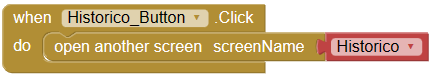 when Historico_Button .Click
do open another screen screenName Historico